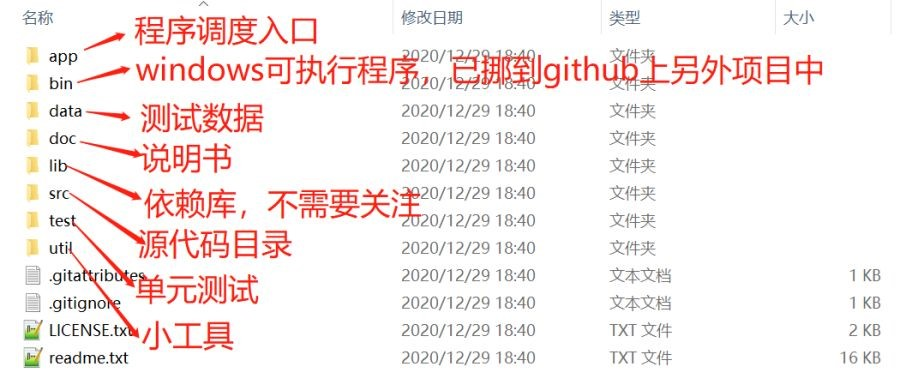 名称 修改日期 类型 大小
程序调度入口
app 2020/12/29 18:40 文件夹
windows可执行程序，已挪到github上另外项目中
bin 2020/12/29 18:40 文件夹
data 2020/12/29 18:40 文件夹
测试数据
doc 2020/12/29 18:40 文件夹
说明书
lib 2020/12/29 18:40 文件夹
依赖库，不需要关注
src 2020/12/29 18:40 文件夹
test 2020/12/29 18:40 文件夹
源代码目录
util 2020/12/29 18:40 文件夹
.gitattributes 2020/12/29 18:40 文本文档 1 KB
单元测试
.gitignore 2020/12/29 18:40 文本文档 1 KB
LICENSE.txt 2020/12/29 18:40 TXT 文件 2 KB
小工具
readme.txt 2020/12/29 18:40 TXT 文件 16 KB